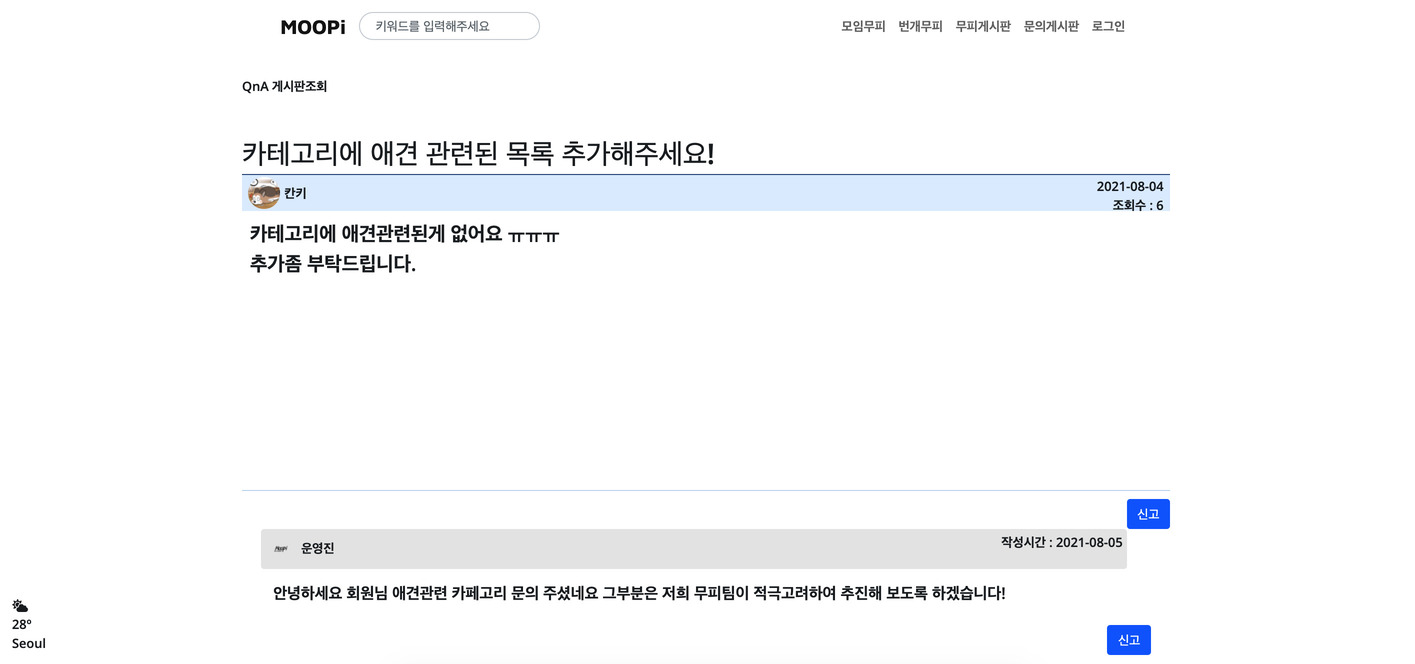 MOOPi 키워드를 입력해주세요 모임무피 번개무피 무피게시판 문의게시판 로그인
QnA 게시판조회
카테고리에 애견 관련된 목록 추가해주세요!
칸키 2021-08-04
조회수 : 6
카테고리에 애견관련된게 없어요 ㅠㅠㅠ
추가좀 부탁드립니다.
신고
운영진 작성시간 : 2021-08-05
안녕하세요 회원님 애견관련 카페고리 문의 주셨네요 그부분은 저희 무피팀이 적극고려하여 추진해 보도록 하겠습니다!
28º
Seoul
신고